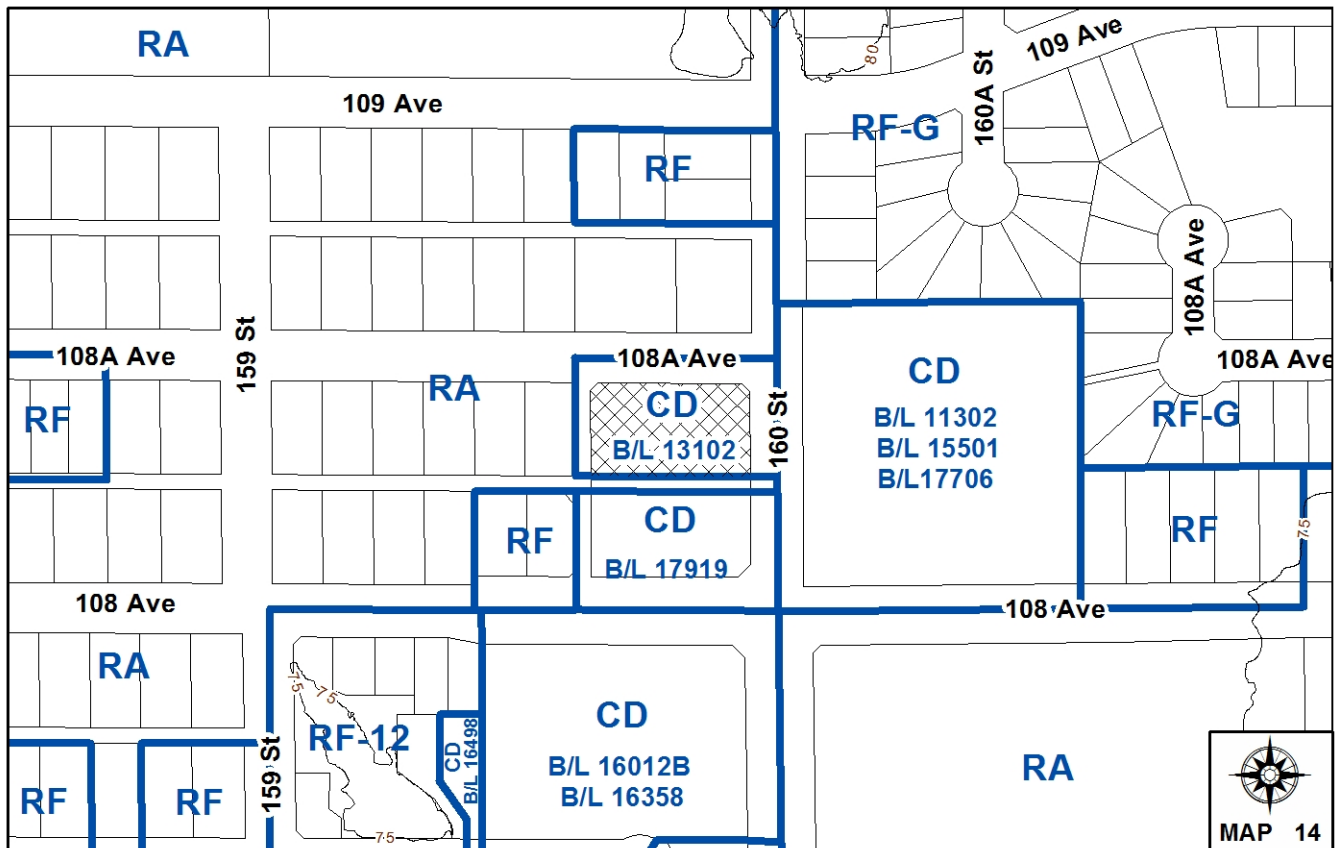 RA
109 Ave
80
109 Ave
160A St
RF-G
RF
108A Ave
159 St
108A Ave
RF
RA
108A Ave
CD
B/L 13102
160 St
CD
B/L 11302
B/L 15501
B/L17706
108A Ave
RF-G
RF
CD
B/L 17919
RF
75
108 Ave
108 Ave
RA
75
75
RF-12
CD
B/L 16498
CD
B/L 16012B
B/L 16358
RA
RF
RF
159 St
75
MAP 14